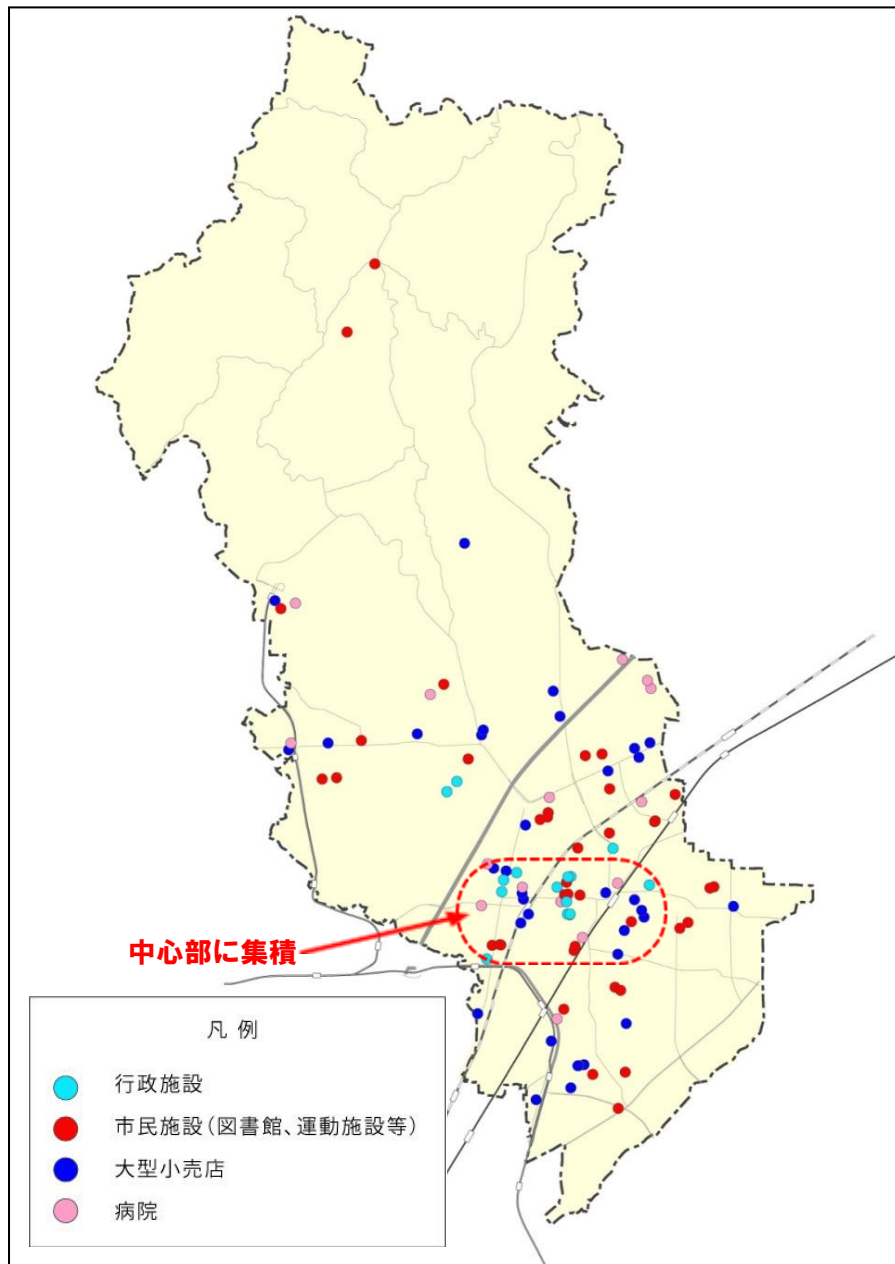 中心部に集積
凡 例
行政施設
市民施設(図書館、運動施設等)
大型小売店
病院